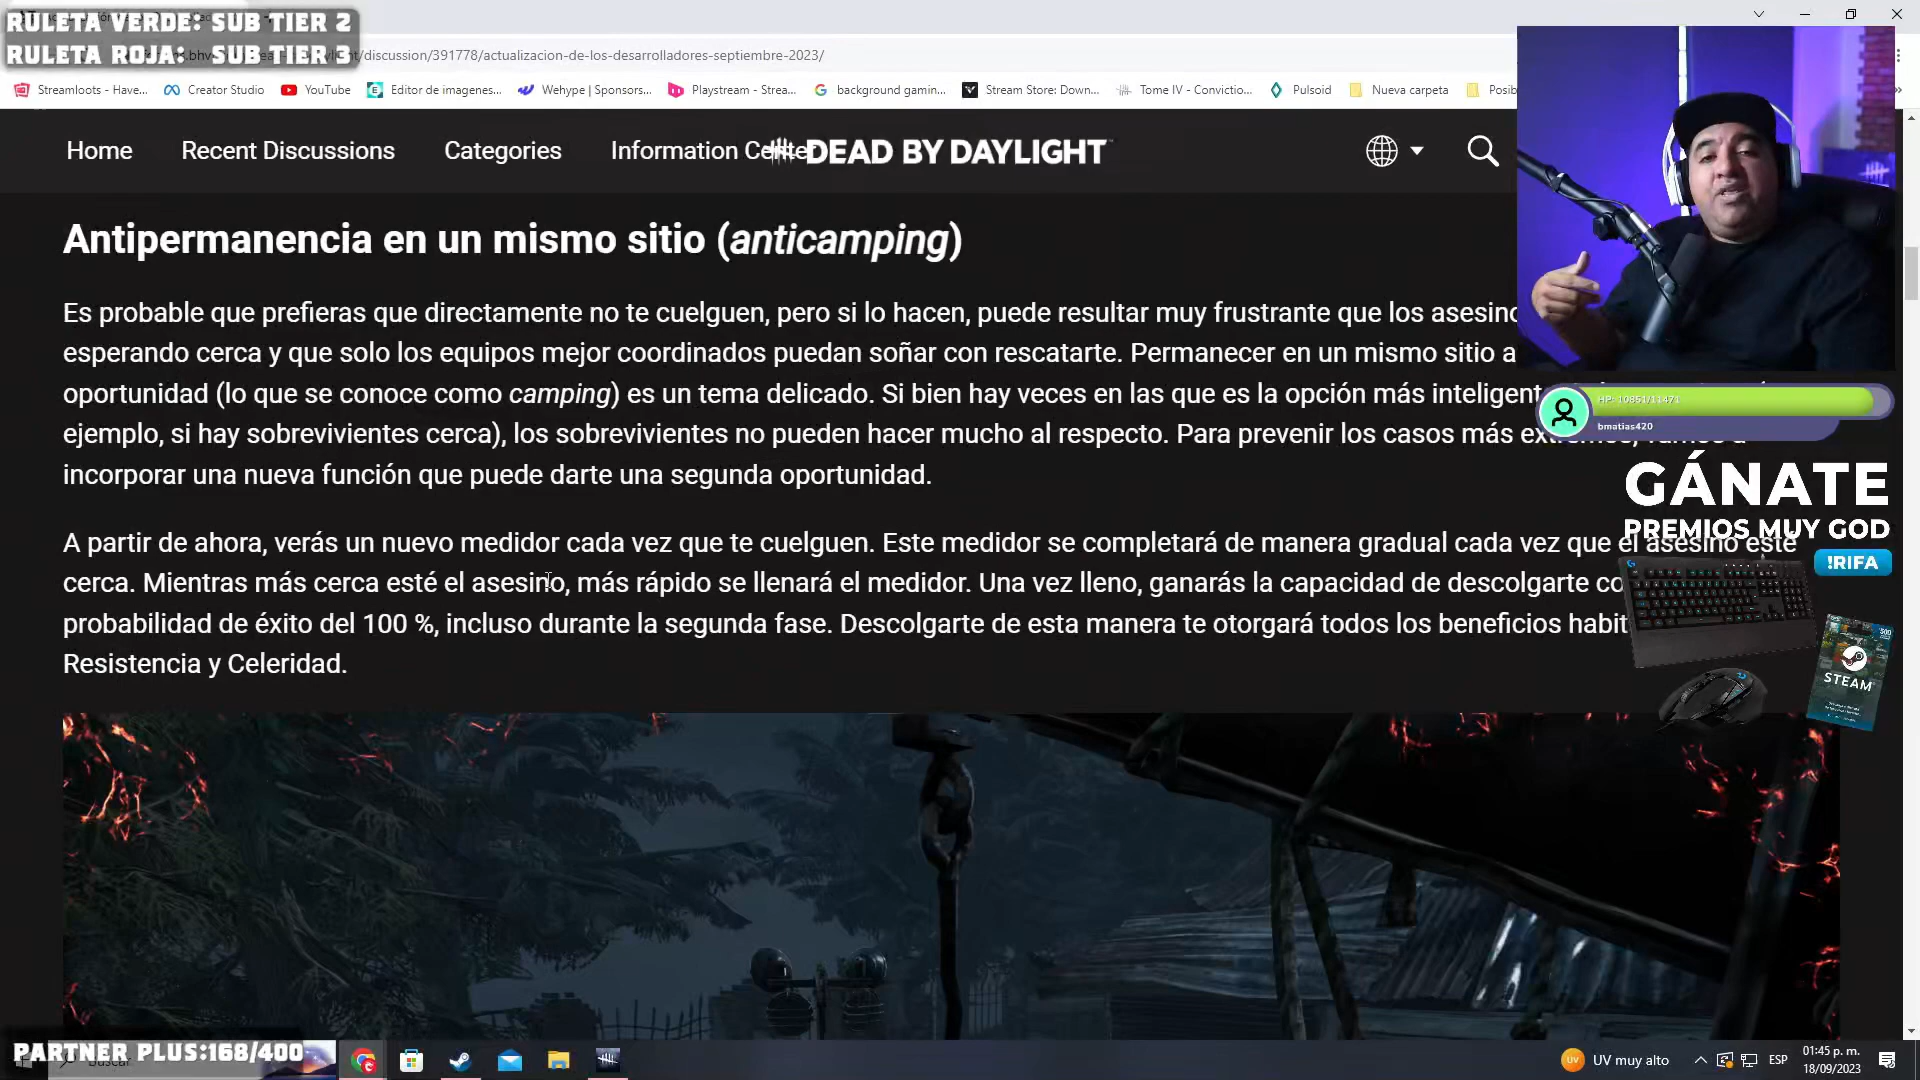 RULETA VERDE: SUB TIER 2
RULETA ROJA: SUB TIER 3
/discussion/391778/actualizacion-de-los-desarrolladores-septiembre-2023/
Streamloots - Have... Creator Studio YouTube Editor de imagenes... Wehype | Sponsors... Playstream - Strea... background gamin... Stream Store: Down... Tome IV - Convictio... Pulsoid Nueva carpeta Posib
Home Recent Discussions Categories Information Center DEAD BY DAYLIGHT
Antipermanencia en un mismo sitio (anticamping)
Es probable que prefieras que directamente no te cuelguen, pero si lo hacen, puede resultar muy frustrante que los
esperando cerca y que solo los equipos mejor coordinados puedan soñar con rescatarte. Permanecer en un mismo sitio a
oportunidad (lo que se conoce como camping) es un tema delicado. Si bien hay veces en las que es la opción más
ejemplo, si hay sobrevivientes cerca), los sobrevivientes no pueden hacer mucho al respecto. Para prevenir los casos más
incorporar una nueva función que puede darte una segunda oportunidad.
A partir de ahora, verás un nuevo medidor cada vez que te cuelguen. Este medidor se completará de manera gradual cada vez que el asesino esté
cerca. Mientras más cerca esté el asesino, más rápido se llenará el medidor. Una vez lleno, ganarás la capacidad de descolgarte
probabilidad de éxito del 100 %, incluso durante la segunda fase. Descolgarte de esta manera te otorgará todos los beneficios
Resistencia y Celeridad.
HP: 10851/11471
bmatias420
GÁNATE
PREMIOS MUY GOD
!RIFA
STEAM
PARTNER PLUS:168/400
Buscar
UV muy alto
ESP
01:45 p. m.
18/09/2023